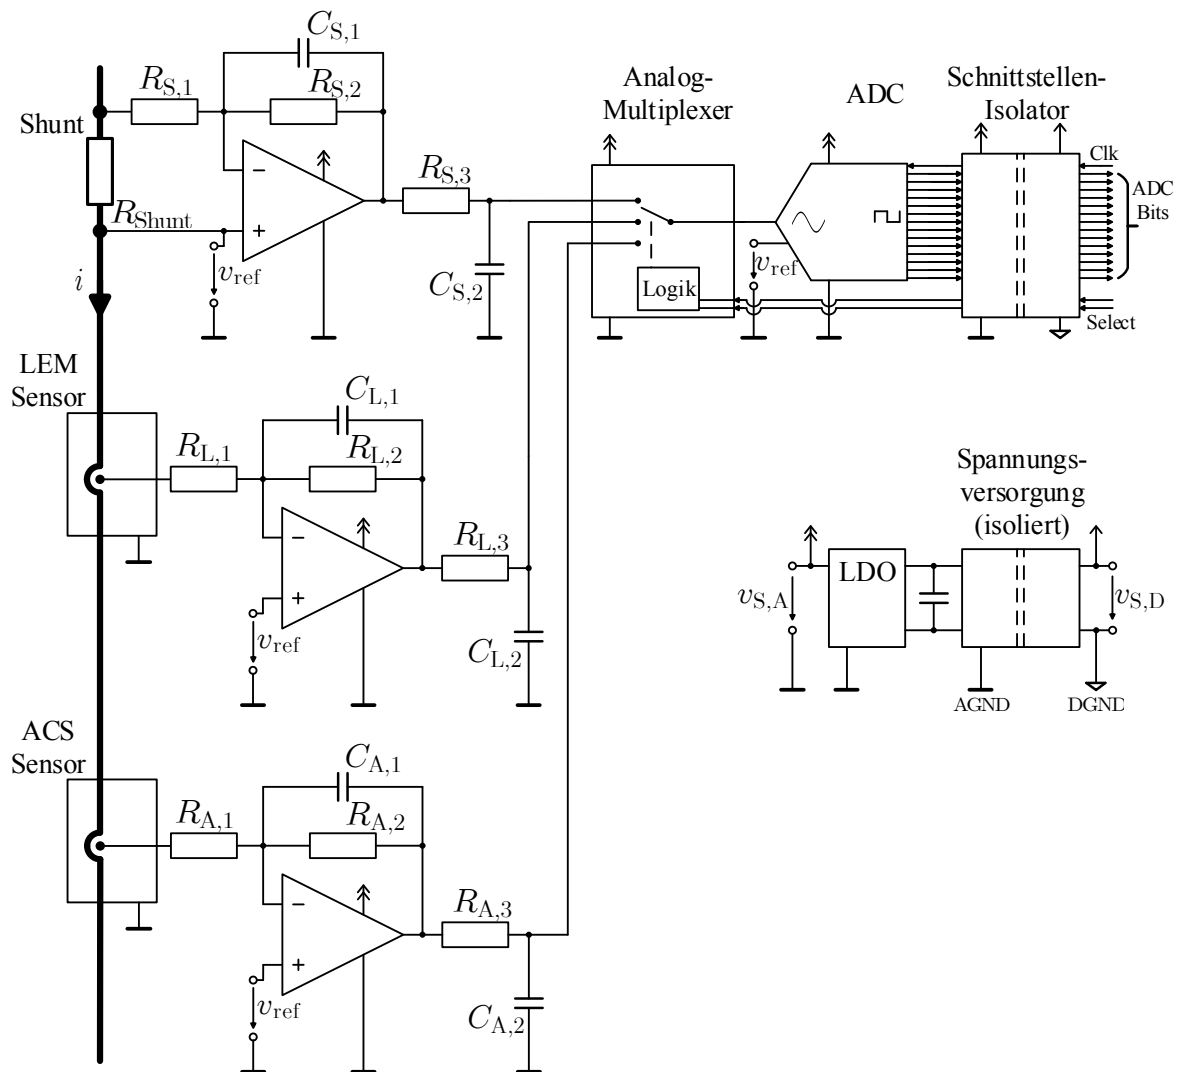 C_S,1
R_S,1
R_S,2
Shunt
R_Shunt
R_S,3
v_ref
C_S,2
i
Analog-
Multiplexer
Logik
ADC
v_ref
Schnittstellen-
Isolator
Clk
ADC
Bits
Select
LEM
Sensor
C_L,1
R_L,1
R_L,2
R_L,3
v_ref
C_L,2
Spannungs-
versorgung
(isoliert)
v_S,A
LDO
v_S,D
AGND
DGND
ACS
Sensor
C_A,1
R_A,1
R_A,2
R_A,3
v_ref
C_A,2